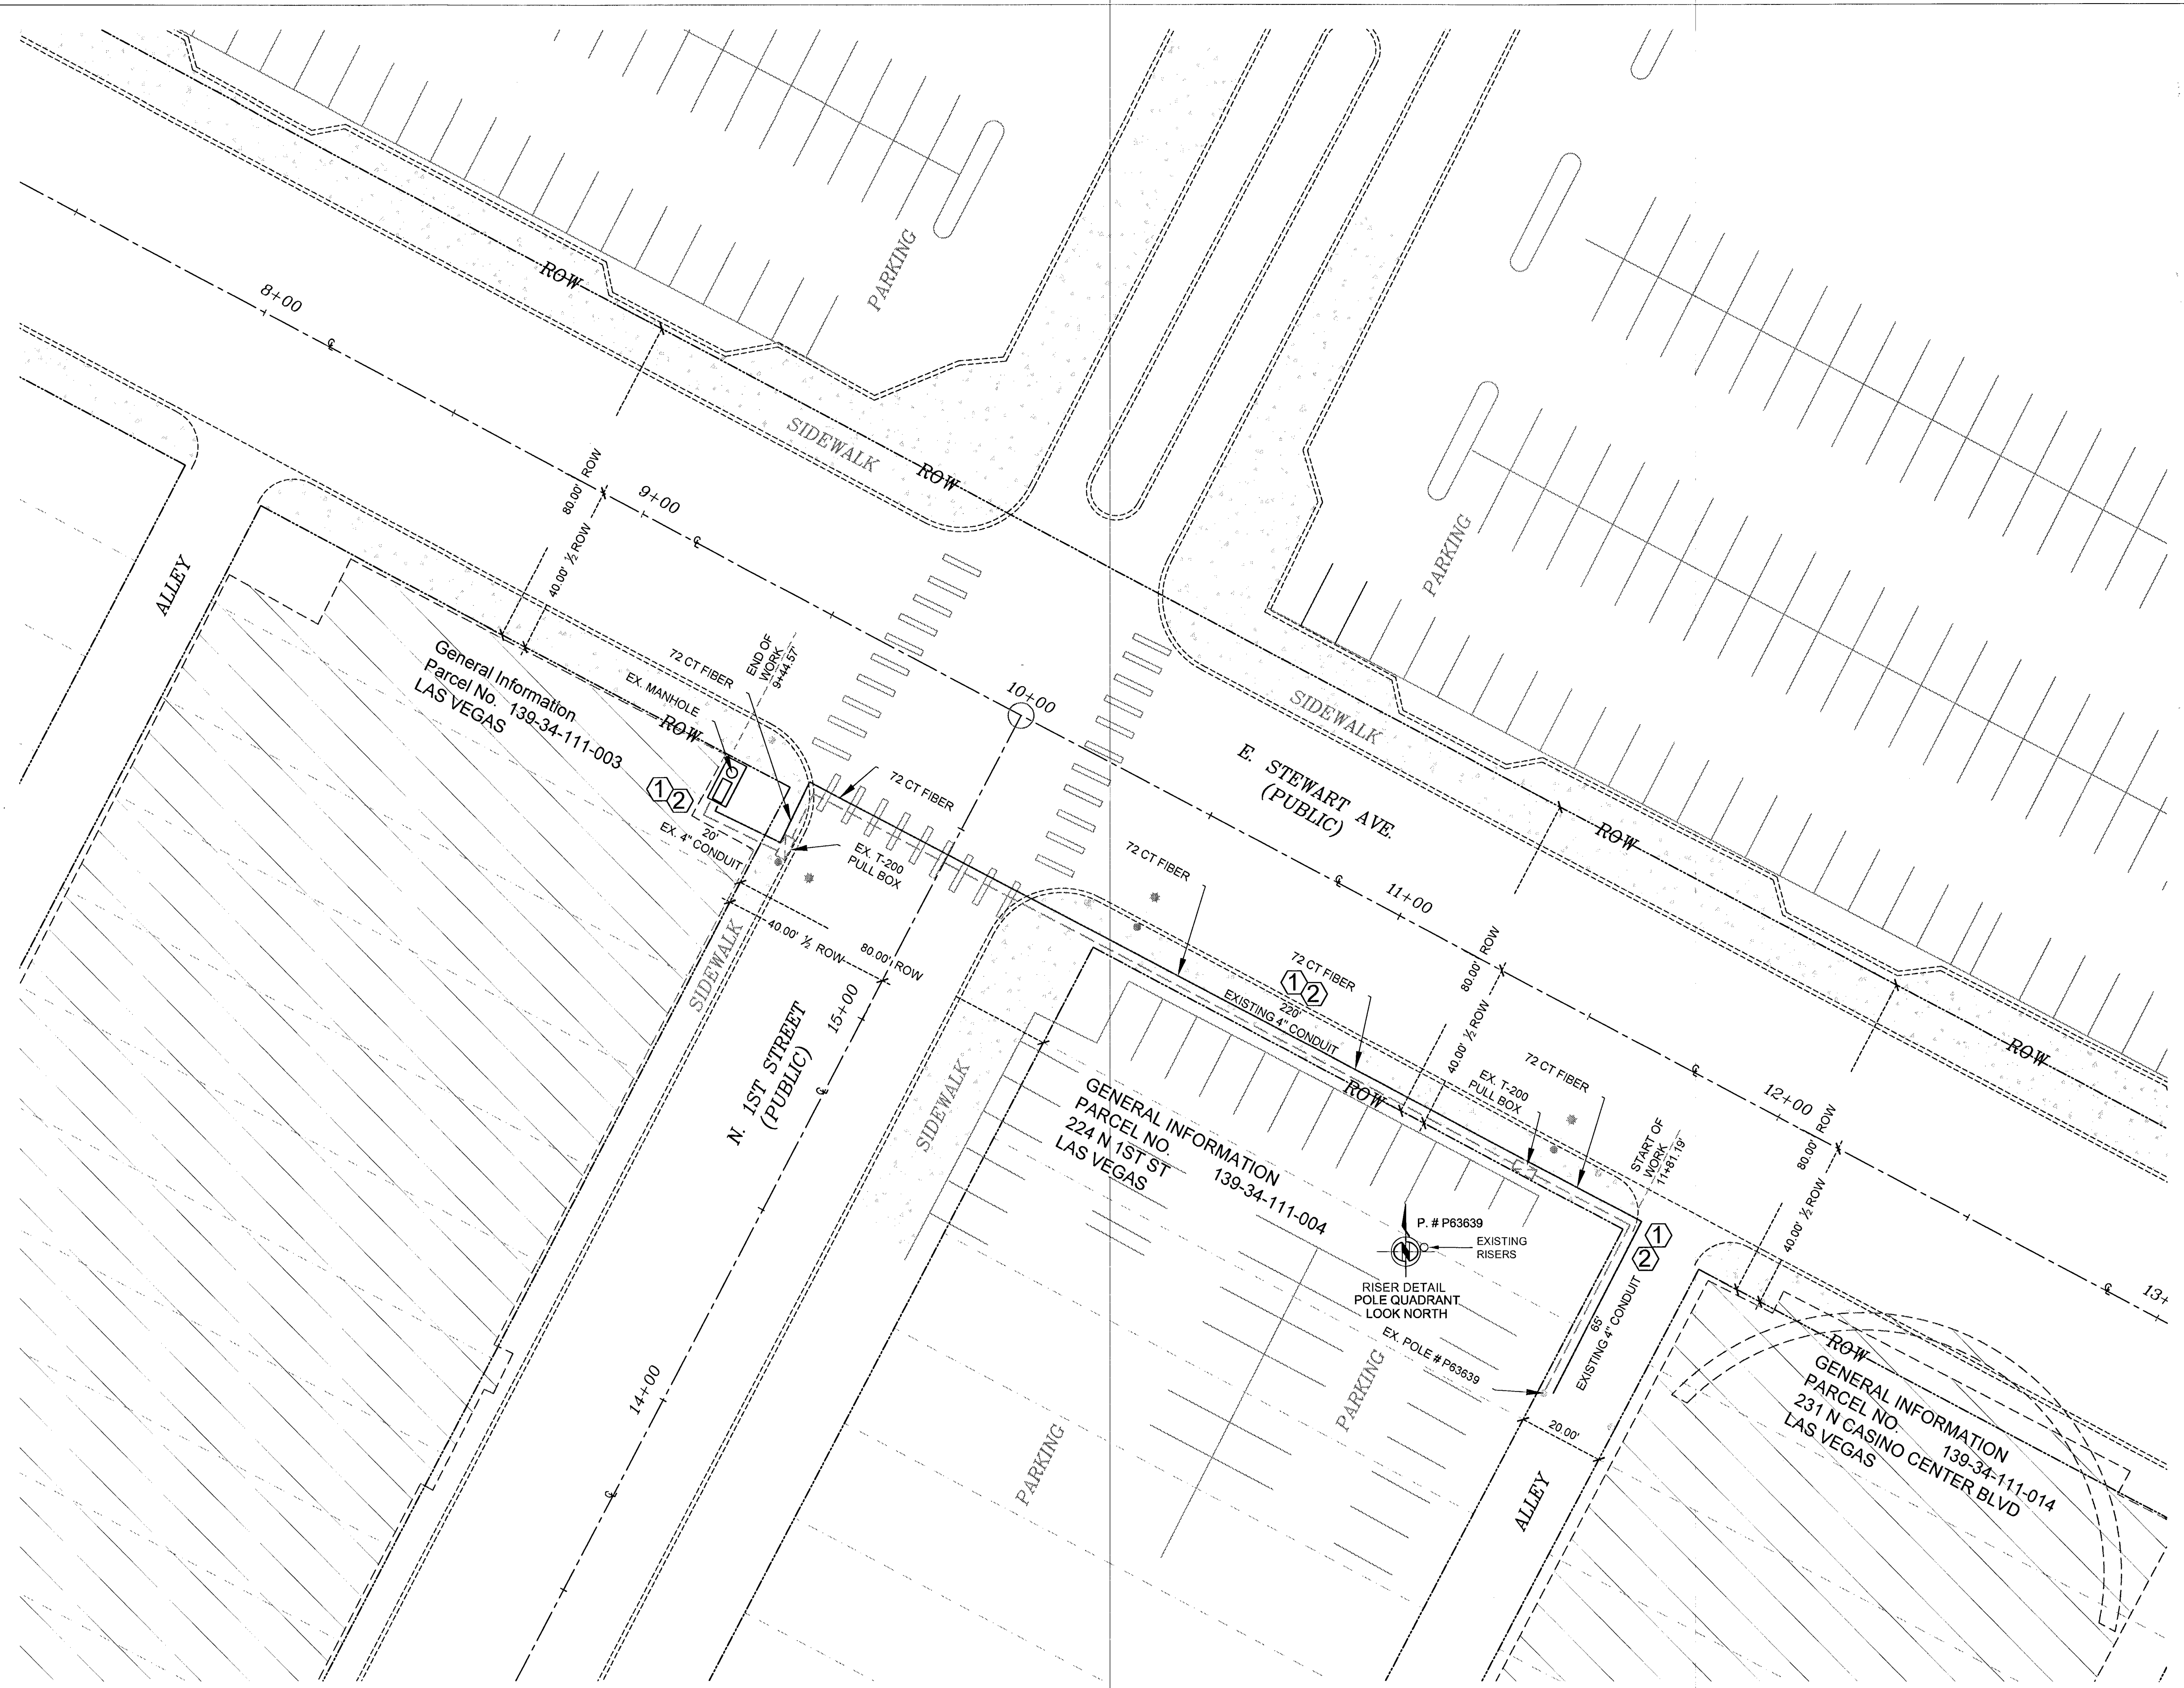 PARKING
ROW
8+00
℄
SIDEWALK
ROW
80.00' ROW
40.00' ½ ROW
9+00
℄
ALLEY
PARKING
General Information
Parcel No. 139-34-111-003
LAS VEGAS
72 CT FIBER
EX. MANHOLE
ROW
END OF
WORK
9+44.57'
10+00
72 CT FIBER
1
2
20'
EX. 4" CONDUIT
EX. T-200
PULL BOX
SIDEWALK
E. STEWART AVE.
(PUBLIC)
ROW
72 CT FIBER
℄
11+00
SIDEWALK
40.00' ½ ROW
80.00' ROW
N. 1ST STREET
(PUBLIC)
15+00
℄
72 CT FIBER
1
2
220'
EXISTING 4" CONDUIT
80.00' ROW
40.00' ½ ROW
ROW
EX. T-200
PULL BOX
72 CT FIBER
℄
12+00
ROW
SIDEWALK
GENERAL INFORMATION
PARCEL NO.
139-34-111-004
224 N 1ST ST
LAS VEGAS
START OF
WORK
11+81.19'
80.00' ROW
40.00' ½ ROW
P. # P63639
EXISTING
RISERS
RISER DETAIL
POLE QUADRANT
LOOK NORTH
1
2
65'
EXISTING 4" CONDUIT
EX. POLE # P63639
℄
13+
14+00
℄
PARKING
PARKING
20.00'
ALLEY
ROW
GENERAL INFORMATION
PARCEL NO.
139-34-111-014
231 N CASINO CENTER BLVD
LAS VEGAS